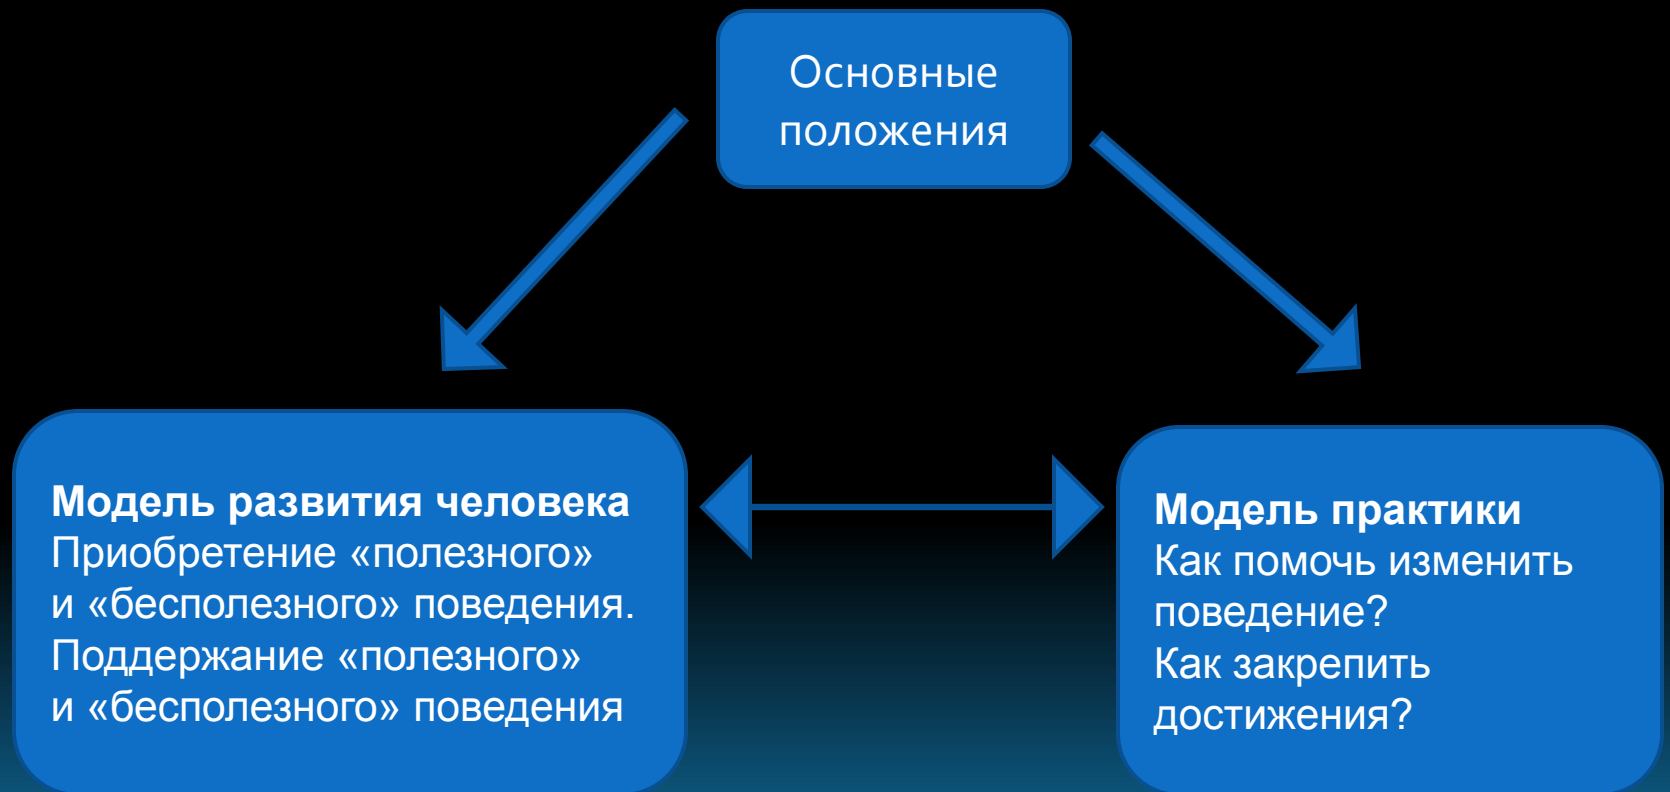 Основные
положения
Модель развития человека
Приобретение «полезного»
и «бесполезного» поведения.
Поддержание «полезного»
и «бесполезного» поведения
Модель практики
Как помочь изменить
поведение?
Как закрепить
достижения?